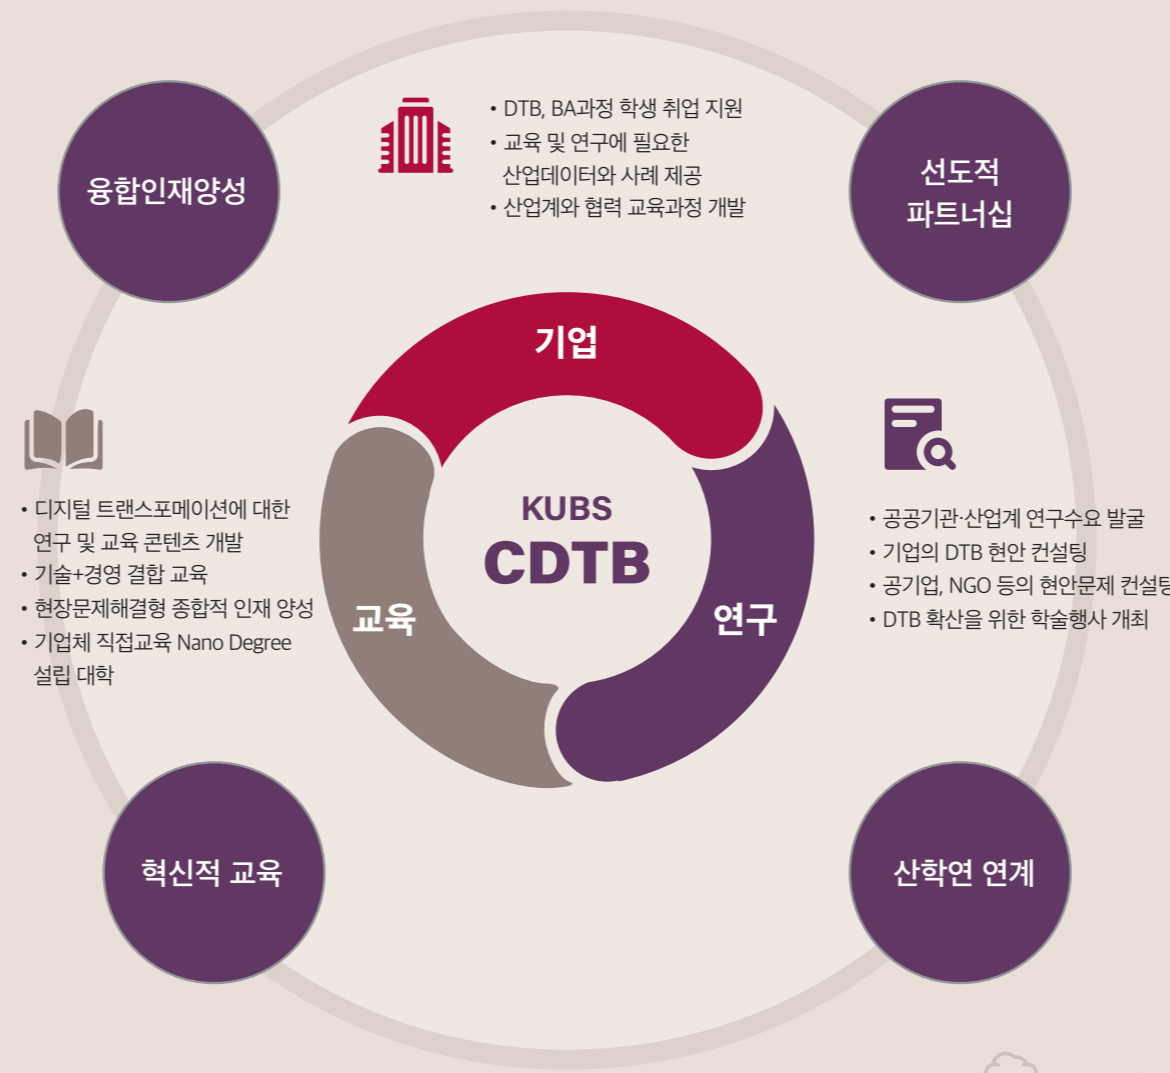 융합인재양성
• DTB, BA과정 학생 취업 지원
• 교육 및 연구에 필요한
산업데이터와 사례 제공
• 산업계와 협력 교육과정 개발
선도적
파트너십
기업
KUBS
CDTB
교육
연구
• 디지털 트랜스포메이션에 대한
연구 및 교육 콘텐츠 개발
• 기술+경영 결합 교육
• 현장문제해결형 종합적 인재 양성
• 기업체 직접교육 Nano Degree
설립 대학
• 공공기관·산업계 연구수요 발굴
• 기업의 DTB 현안 컨설팅
• 공기업, NGO 등의 현안문제 컨설팅
• DTB 확산을 위한 학술행사 개최
혁신적 교육
산학연 연계